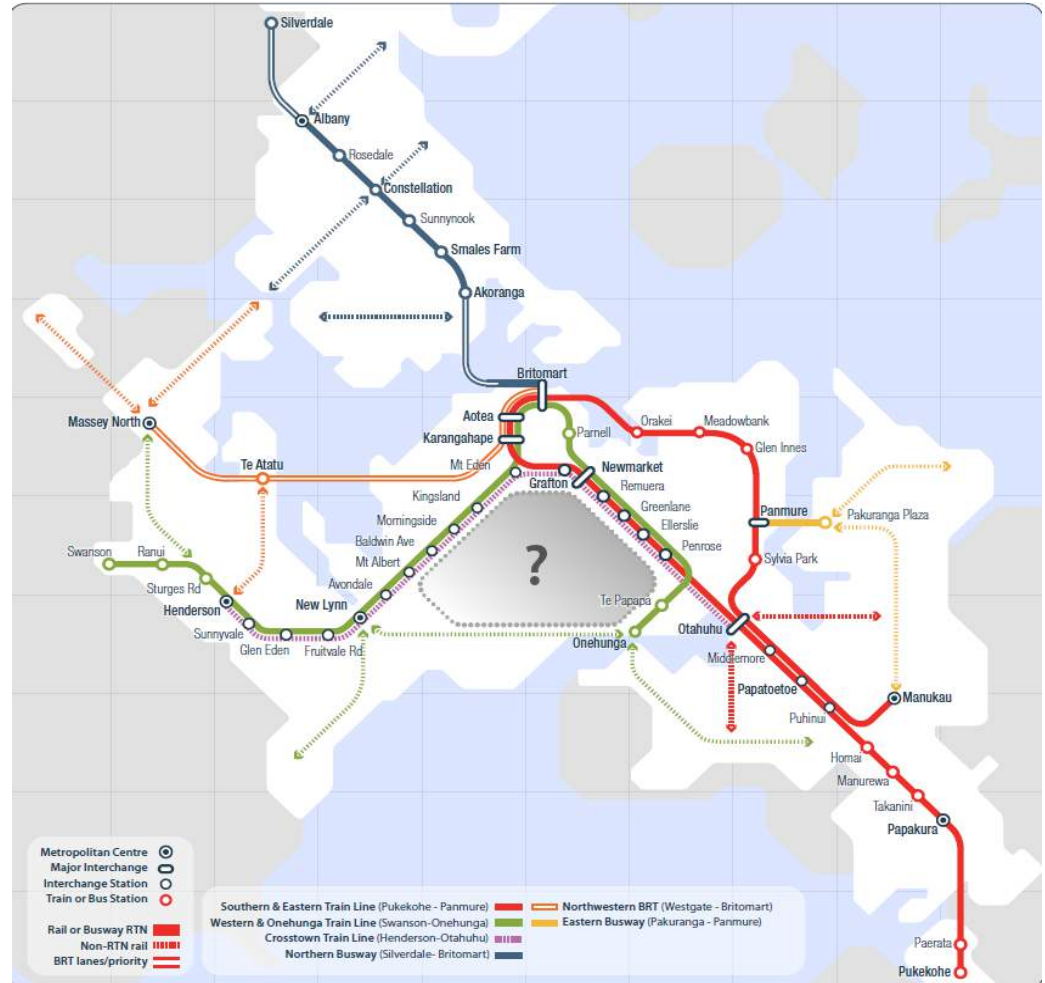 Silverdale
Albany
Rosedale
Constellation
Sunnynook
Smales Farm
Akoranga
Britomart
Aotea
Karangahape
Parnell
Orakei
Meadowbank
Glen Innes
Massey North
Te Atatu
Mt Eden
Grafton
Newmarket
Remuera
Greenlane
Ellerslie
Penrose
Panmure
Pakuranga Plaza
Sylvia Park
Kingsland
Morningside
Baldwin Ave
Mt Albert
Avondale
New Lynn
?
Swanson
Ranui
Sturges Rd
Henderson
Sunnyvale
Glen Eden
Fruitvale Rd
Te Papapa
Onehunga
Otahuhu
Middlemore
Papatoetoe
Puhinui
Manukau
Homai
Manurewa
Takanini
Papakura
Paerata
Pukekohe
Metropolitan Centre
Major Interchange
Interchange Station
Train or Bus Station
Rail or Busway RTN
Non-RTN rail
BRT lanes/priority
Southern & Eastern Train Line (Pukekohe - Panmure)
Western & Onehunga Train Line (Swanson-Onehunga)
Crosstown Train Line (Henderson-Otahuhu)
Northern Busway (Silverdale- Britomart)
Northwestern BRT (Westgate - Britomart)
Eastern Busway (Pakuranga - Panmure)